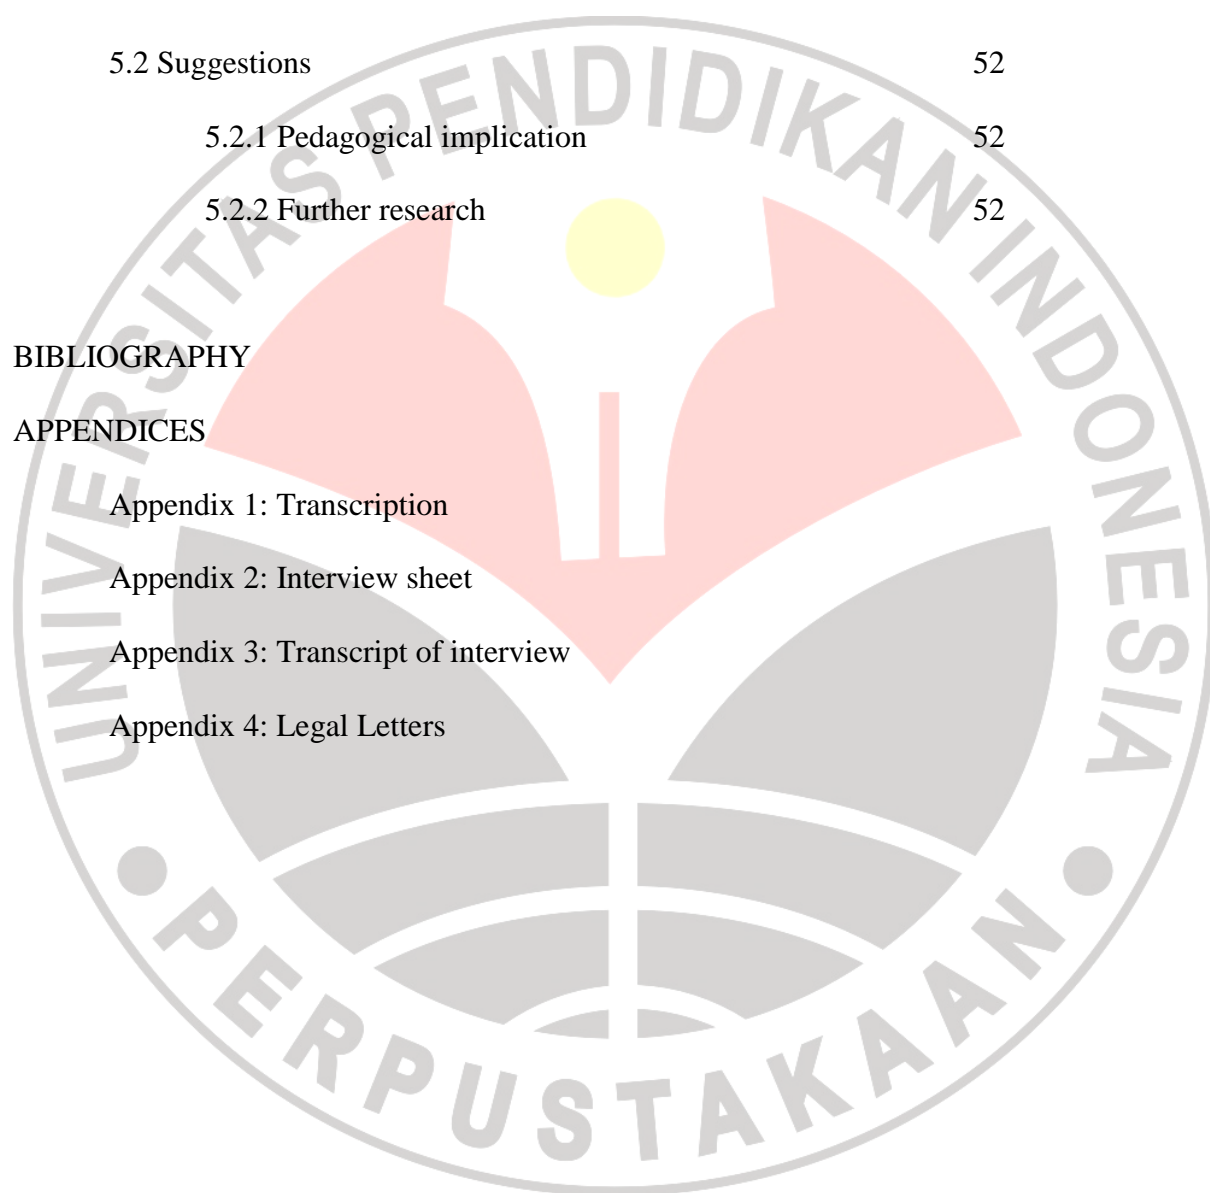 5.2 Suggestions 52
5.2.1 Pedagogical implication 52
5.2.2 Further research 52
BIBLIOGRAPHY
APPENDICES
Appendix 1: Transcription
Appendix 2: Interview sheet
Appendix 3: Transcript of interview
Appendix 4: Legal Letters
UNIVERSITAS PENDIDIKAN INDONESIA
PERPUSTAKAAN